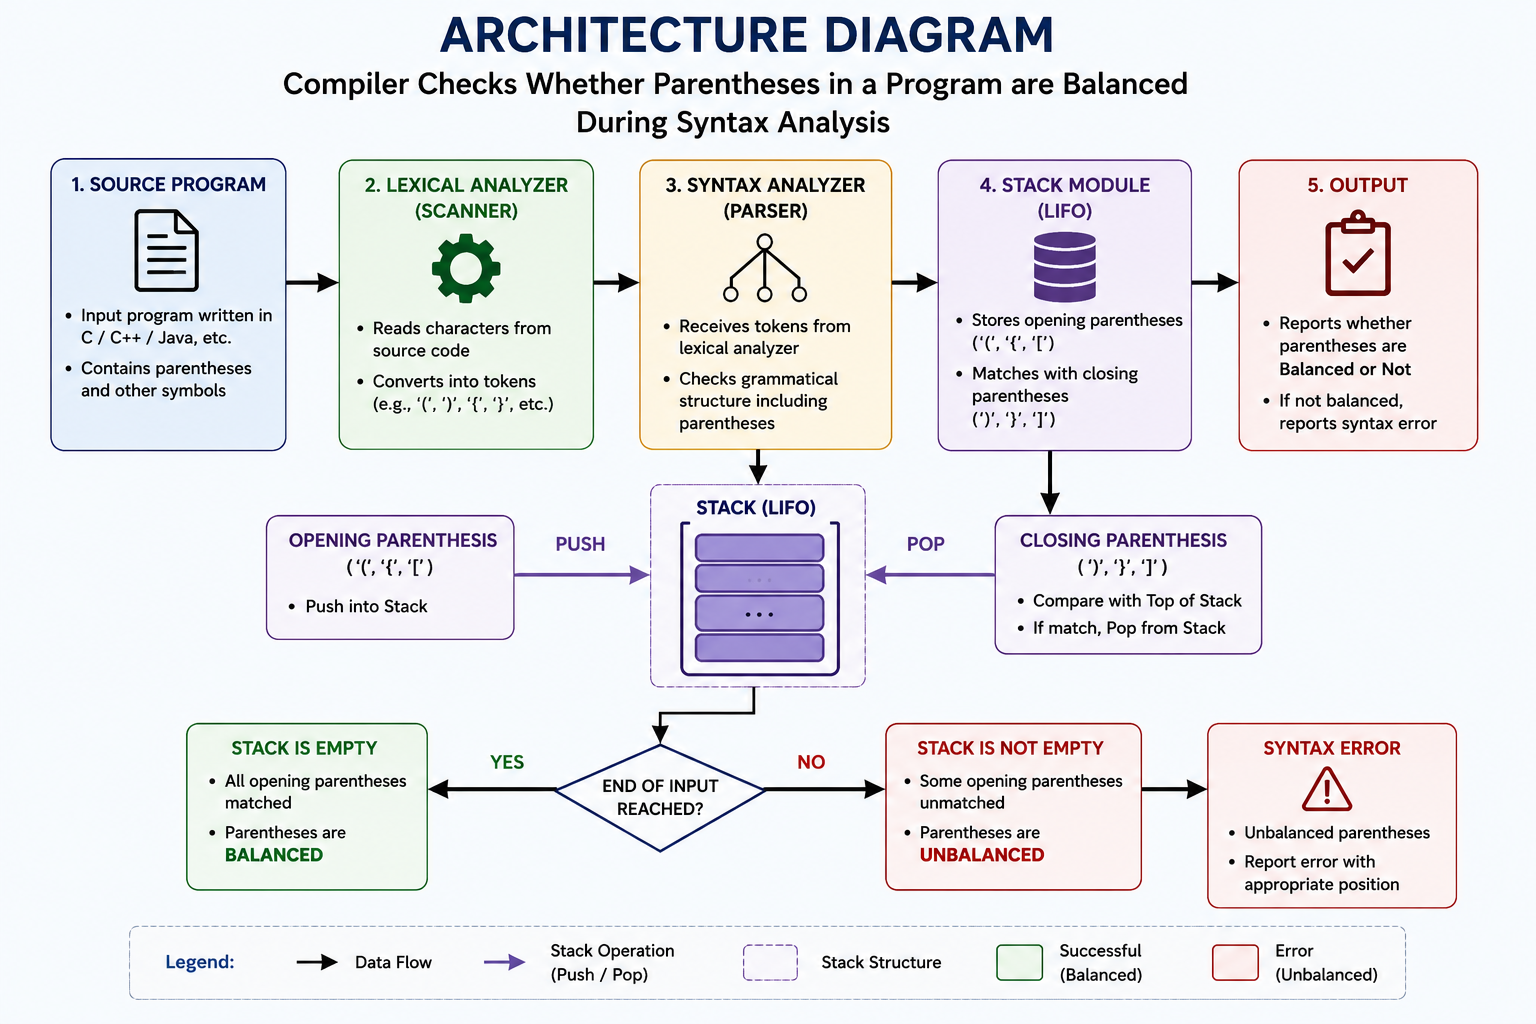 ARCHITECTURE DIAGRAM
Compiler Checks Whether Parentheses in a Program are Balanced
During Syntax Analysis
1. SOURCE PROGRAM
• Input program written in
C / C++ / Java, etc.
• Contains parentheses
and other symbols
2. LEXICAL ANALYZER
(SCANNER)
• Reads characters from
source code
• Converts into tokens
(e.g., ‘(’, ‘)’, ‘{’, ‘}’, etc.)
3. SYNTAX ANALYZER
(PARSER)
• Receives tokens from
lexical analyzer
• Checks grammatical
structure including
parentheses
4. STACK MODULE
(LIFO)
• Stores opening parentheses
(‘(’, ‘{’, ‘[’)
• Matches with closing
parentheses
(‘)’, ‘}’, ‘]’)
5. OUTPUT
• Reports whether
parentheses are
Balanced or Not
• If not balanced,
reports syntax error
OPENING PARENTHESIS
( ‘(’, ‘{’, ‘[’ )
• Push into Stack
PUSH
STACK (LIFO)
...
...
POP
CLOSING PARENTHESIS
( ‘)’, ‘}’, ‘]’ )
• Compare with Top of Stack
• If match, Pop from Stack
STACK IS EMPTY
• All opening parentheses
matched
• Parentheses are
BALANCED
YES
END OF INPUT
REACHED?
NO
STACK IS NOT EMPTY
• Some opening parentheses
unmatched
• Parentheses are
UNBALANCED
SYNTAX ERROR
• Unbalanced parentheses
• Report error with
appropriate position
Legend:
Data Flow
Stack Operation
(Push / Pop)
Stack Structure
Successful
(Balanced)
Error
(Unbalanced)